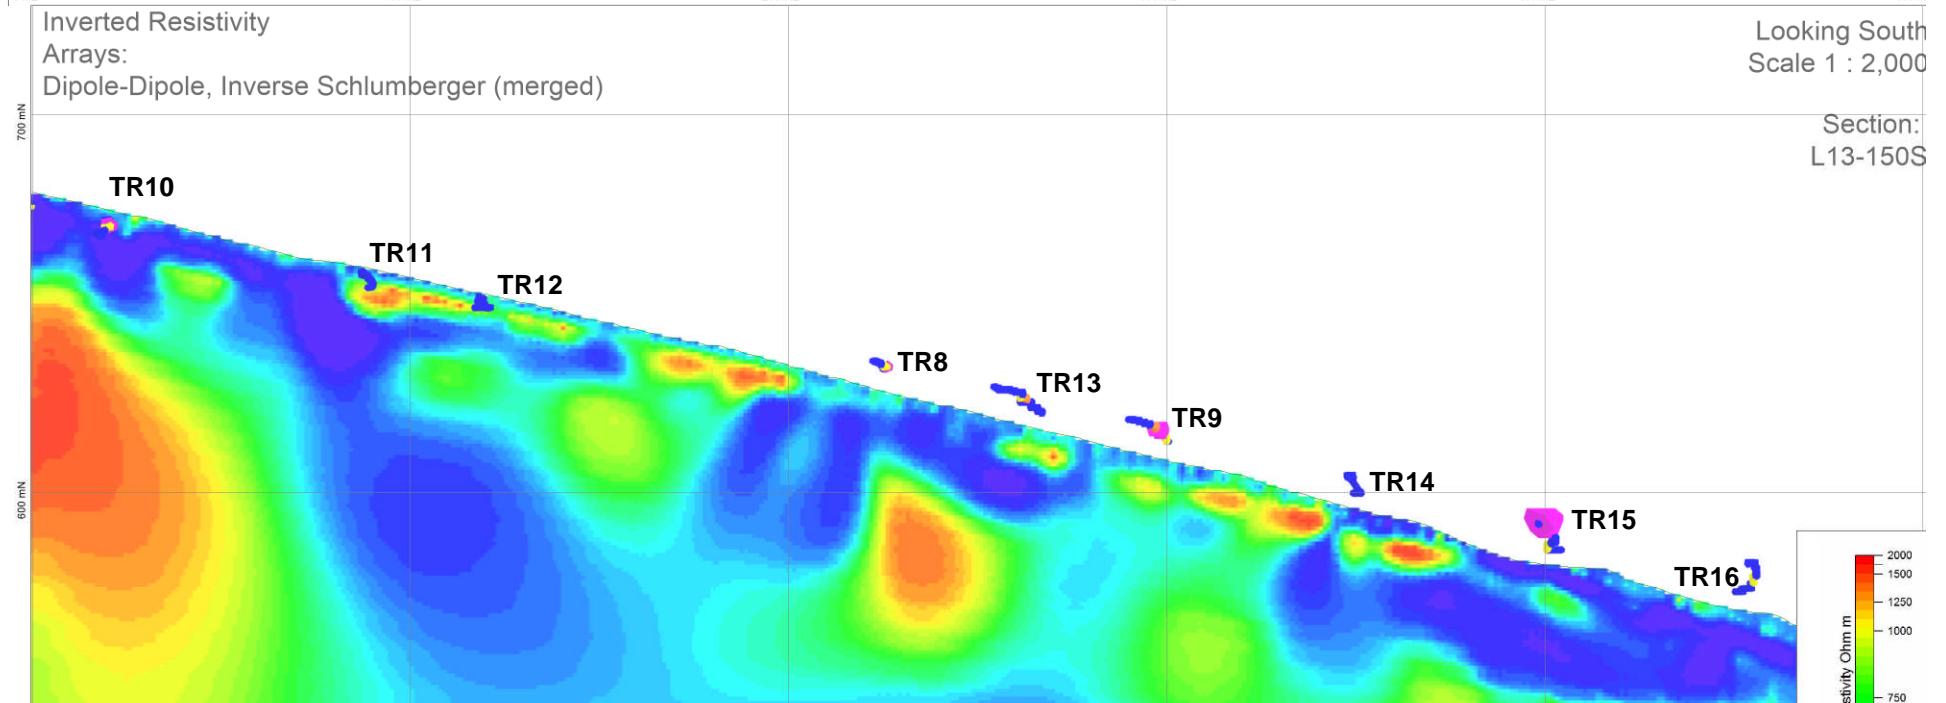 Inverted Resistivity
Arrays:
Dipole-Dipole, Inverse Schlumberger (merged)
Looking South
Scale 1 : 2,000
Section:
L13-150S
700 mN
600 mN
TR10
TR11
TR12
TR8
TR13
TR9
TR14
TR15
TR16
2000
1500
1250
1000
750
stivity Ohm m